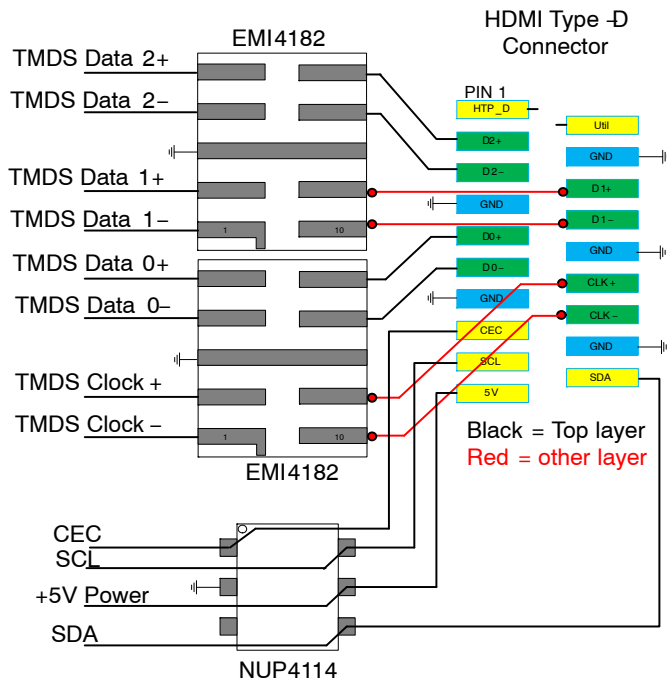 HDMI Type -D
Connector
EMI4182
TMDS Data 2+
TMDS Data 2−
TMDS Data 1+
TMDS Data 1−
1
10
TMDS Data 0+
TMDS Data 0−
TMDS Clock +
TMDS Clock −
1
10
EMI4182
PIN 1
HTP_D
D2+
D2−
GND
D0+
D0−
GND
CEC
SCL
5V
Util
GND
D1+
D1−
GND
CLK+
CLK−
GND
SDA
Black = Top layer
Red = other layer
CEC
SCL
+5V Power
SDA
NUP4114